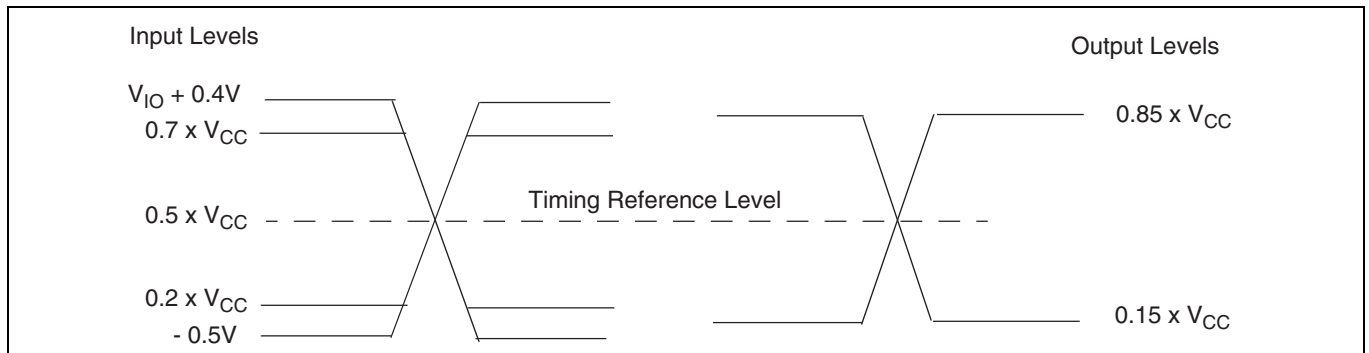 Input Levels
Output Levels
V_IO + 0.4V
0.7 x V_CC
0.85 x V_CC
Timing Reference Level
0.5 x V_CC
0.2 x V_CC
0.15 x V_CC
- 0.5V